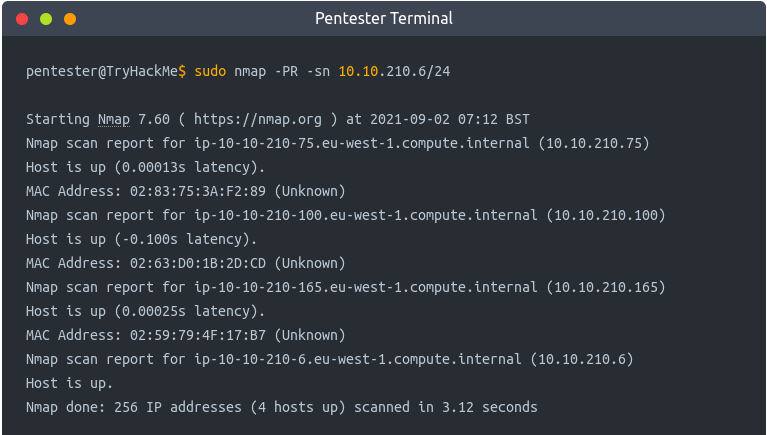 Pentester Terminal
pentester@TryHackMe$ sudo nmap -PR -sn 10.10.210.6/24
Starting Nmap 7.60 ( https://nmap.org ) at 2021-09-02 07:12 BST
Nmap scan report for ip-10-10-210-75.eu-west-1.compute.internal (10.10.210.75)
Host is up (0.00013s latency).
MAC Address: 02:83:75:3A:F2:89 (Unknown)
Nmap scan report for ip-10-10-210-100.eu-west-1.compute.internal (10.10.210.100)
Host is up (-0.100s latency).
MAC Address: 02:63:D0:1B:2D:CD (Unknown)
Nmap scan report for ip-10-10-210-165.eu-west-1.compute.internal (10.10.210.165)
Host is up (0.00025s latency).
MAC Address: 02:59:79:4F:17:B7 (Unknown)
Nmap scan report for ip-10-10-210-6.eu-west-1.compute.internal (10.10.210.6)
Host is up.
Nmap done: 256 IP addresses (4 hosts up) scanned in 3.12 seconds